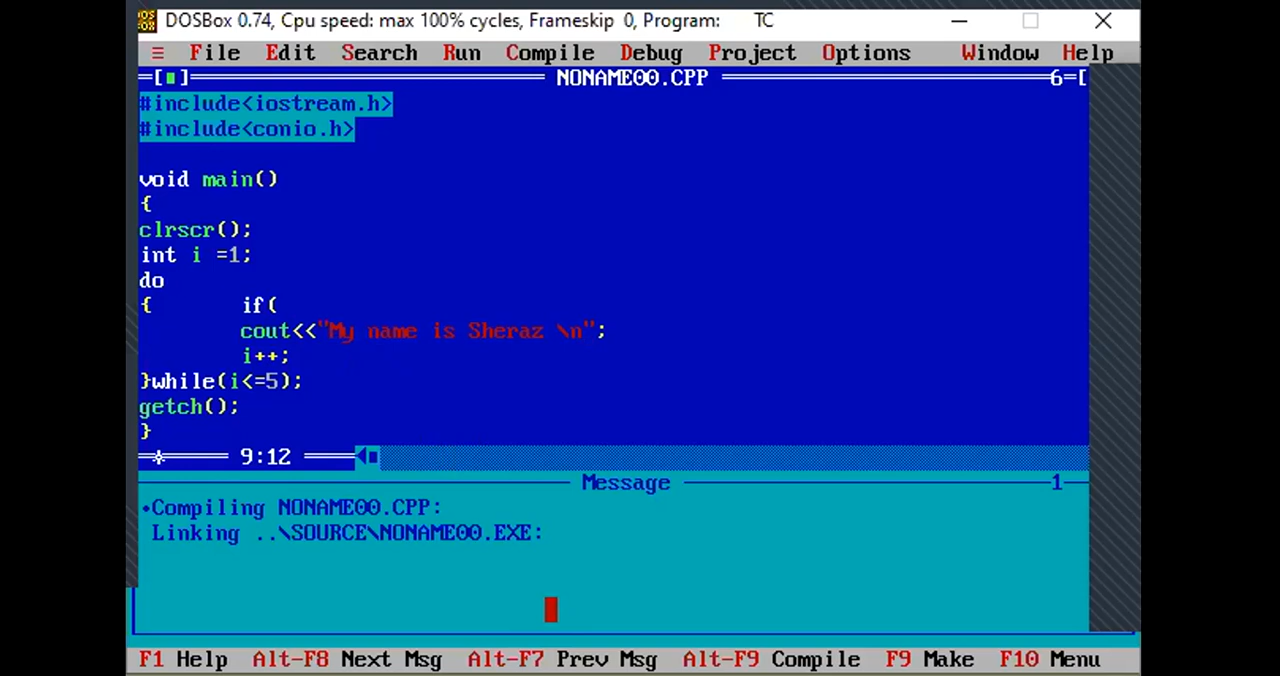 DOSBox 0.74, Cpu speed: max 100% cycles, Frameskip 0, Program: TC
≡ File Edit Search Run Compile Debug Project Options Window Help
NONAME00.CPP 6
#include<iostream.h>
#include<conio.h>
void main()
{
clrscr();
int i =1;
do
{ if(
cout<<"My name is Sheraz \n";
i++;
}while(i<=5);
getch();
}
9:12
Message 1
•Compiling NONAME00.CPP:
Linking ..\SOURCE\NONAME00.EXE:
F1 Help Alt-F8 Next Msg Alt-F7 Prev Msg Alt-F9 Compile F9 Make F10 Menu